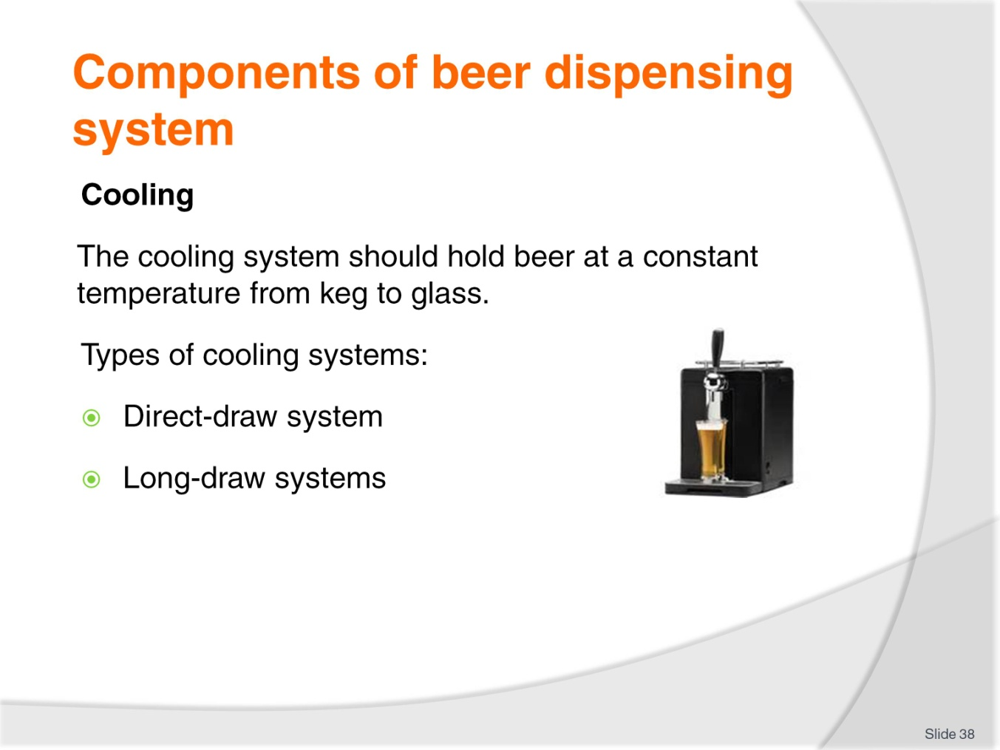 Components of beer dispensing
system
Cooling
The cooling system should hold beer at a constant
temperature from keg to glass.
Types of cooling systems:
Direct-draw system
Long-draw systems
Slide 38